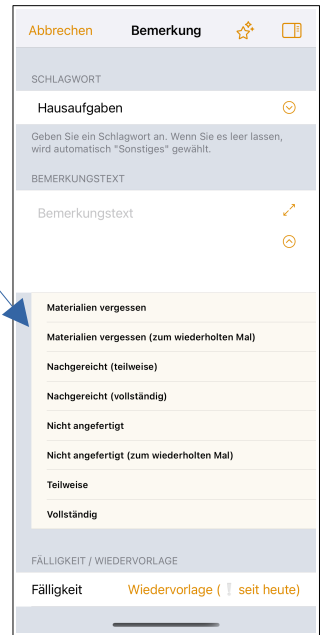 Abbrechen Bemerkung
SCHLAGWORT
Hausaufgaben
Geben Sie ein Schlagwort an. Wenn Sie es leer lassen,
wird automatisch "Sonstiges" gewählt.
BEMERKUNGSTEXT
Bemerkungstext
Materialien vergessen
Materialien vergessen (zum wiederholten Mal)
Nachgereicht (teilweise)
Nachgereicht (vollständig)
Nicht angefertigt
Nicht angefertigt (zum wiederholten Mal)
Teilweise
Vollständig
FÄLLIGKEIT / WIEDERVORLAGE
Fälligkeit Wiedervorlage (❕ seit heute)